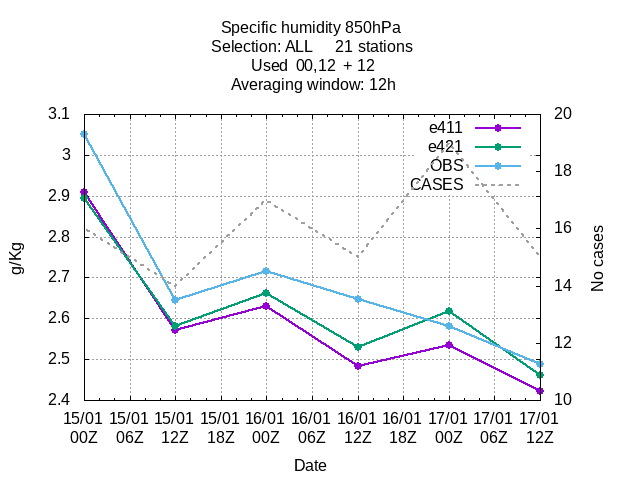 Specific humidity 850hPa
Selection: ALL 21 stations
Used 00,12 + 12
Averaging window: 12h
e411
e421
OBS
CASES
3.1
3
2.9
2.8
2.7
2.6
2.5
2.4
g/Kg
20
18
16
14
12
10
No cases
15/01 15/01 15/01 15/01 16/01 16/01 16/01 16/01 17/01 17/01 17/01
00Z 06Z 12Z 18Z 00Z 06Z 12Z 18Z 00Z 06Z 12Z
Date